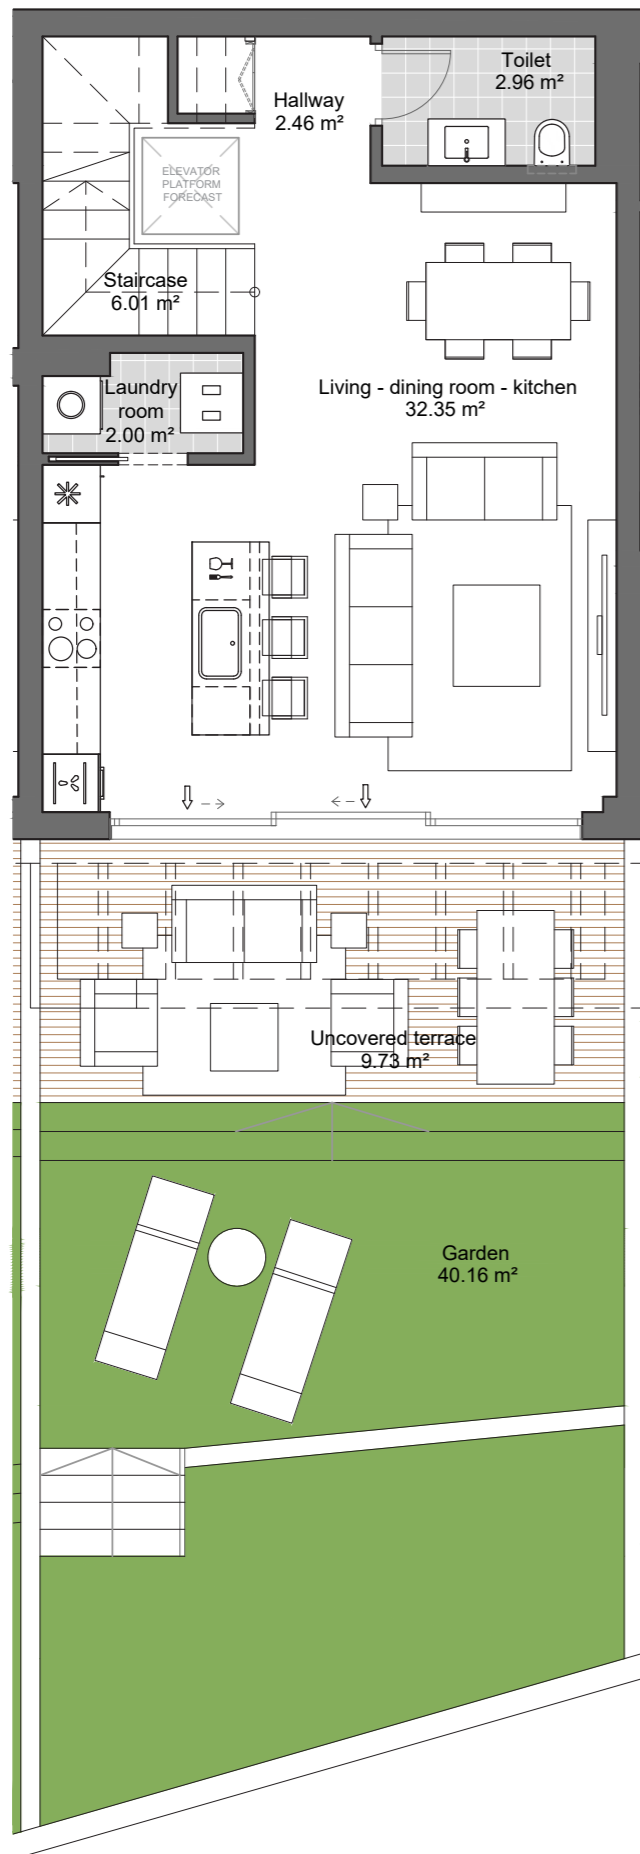 Toilet
2.96 m²
Hallway
2.46 m²
ELEVATOR
PLATFORM
FORECAST
Staircase
6.01 m²
Laundry
room
2.00 m²
Living - dining room - kitchen
32.35 m²
Uncovered terrace
9.73 m²
Garden
40.16 m²